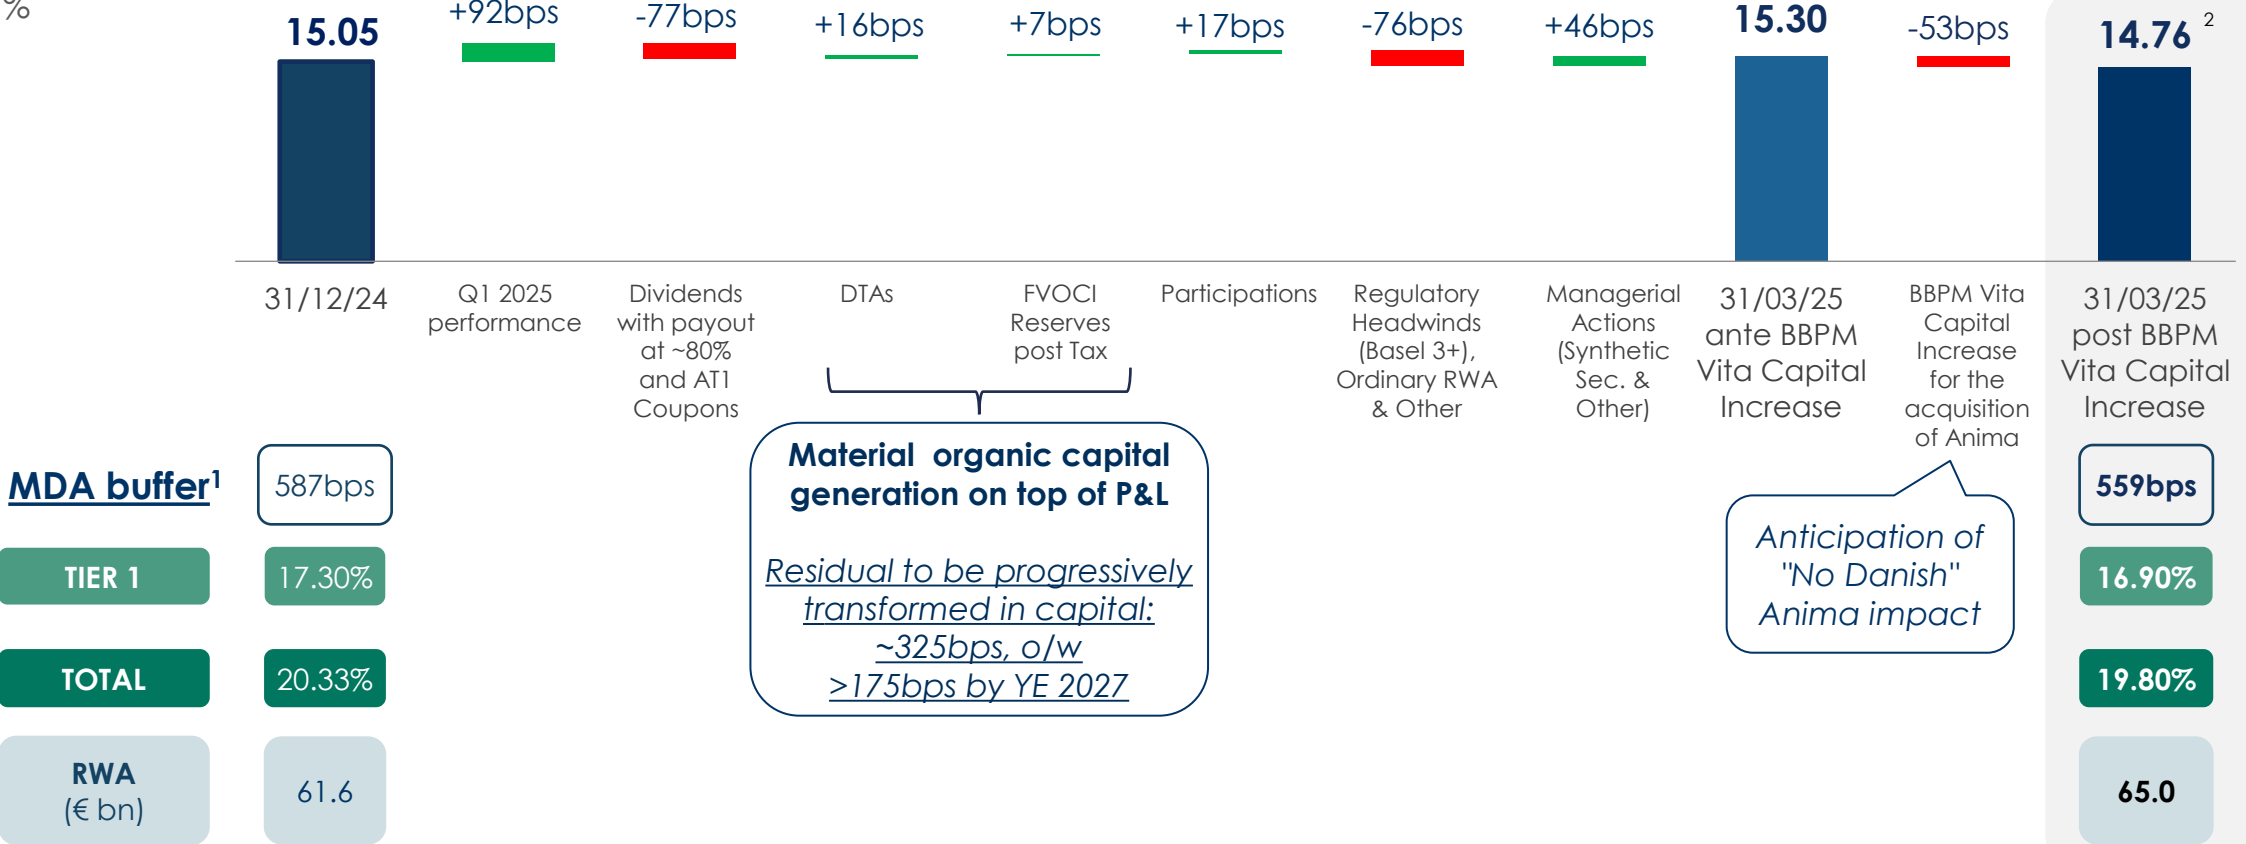 %
15.05
+92bps
-77bps
+16bps
+7bps
+17bps
-76bps
+46bps
15.30
-53bps
14.76 2
31/12/24
Q1 2025
performance
Dividends
with payout
at ~80%
and AT1
Coupons
DTAs
FVOCI
Reserves
post Tax
Participations
Regulatory
Headwinds
(Basel 3+),
Ordinary RWA
& Other
Managerial
Actions
(Synthetic
Sec. &
Other)
31/03/25
ante BBPM
Vita Capital
Increase
BBPM Vita
Capital
Increase
for the
acquisition
of Anima
31/03/25
post BBPM
Vita Capital
Increase
Material organic capital
generation on top of P&L
Residual to be progressively
transformed in capital:
~325bps, o/w
>175bps by YE 2027
Anticipation of
"No Danish"
Anima impact
MDA buffer1
587bps
559bps
TIER 1
17.30%
16.90%
TOTAL
20.33%
19.80%
RWA
(€ bn)
61.6
65.0